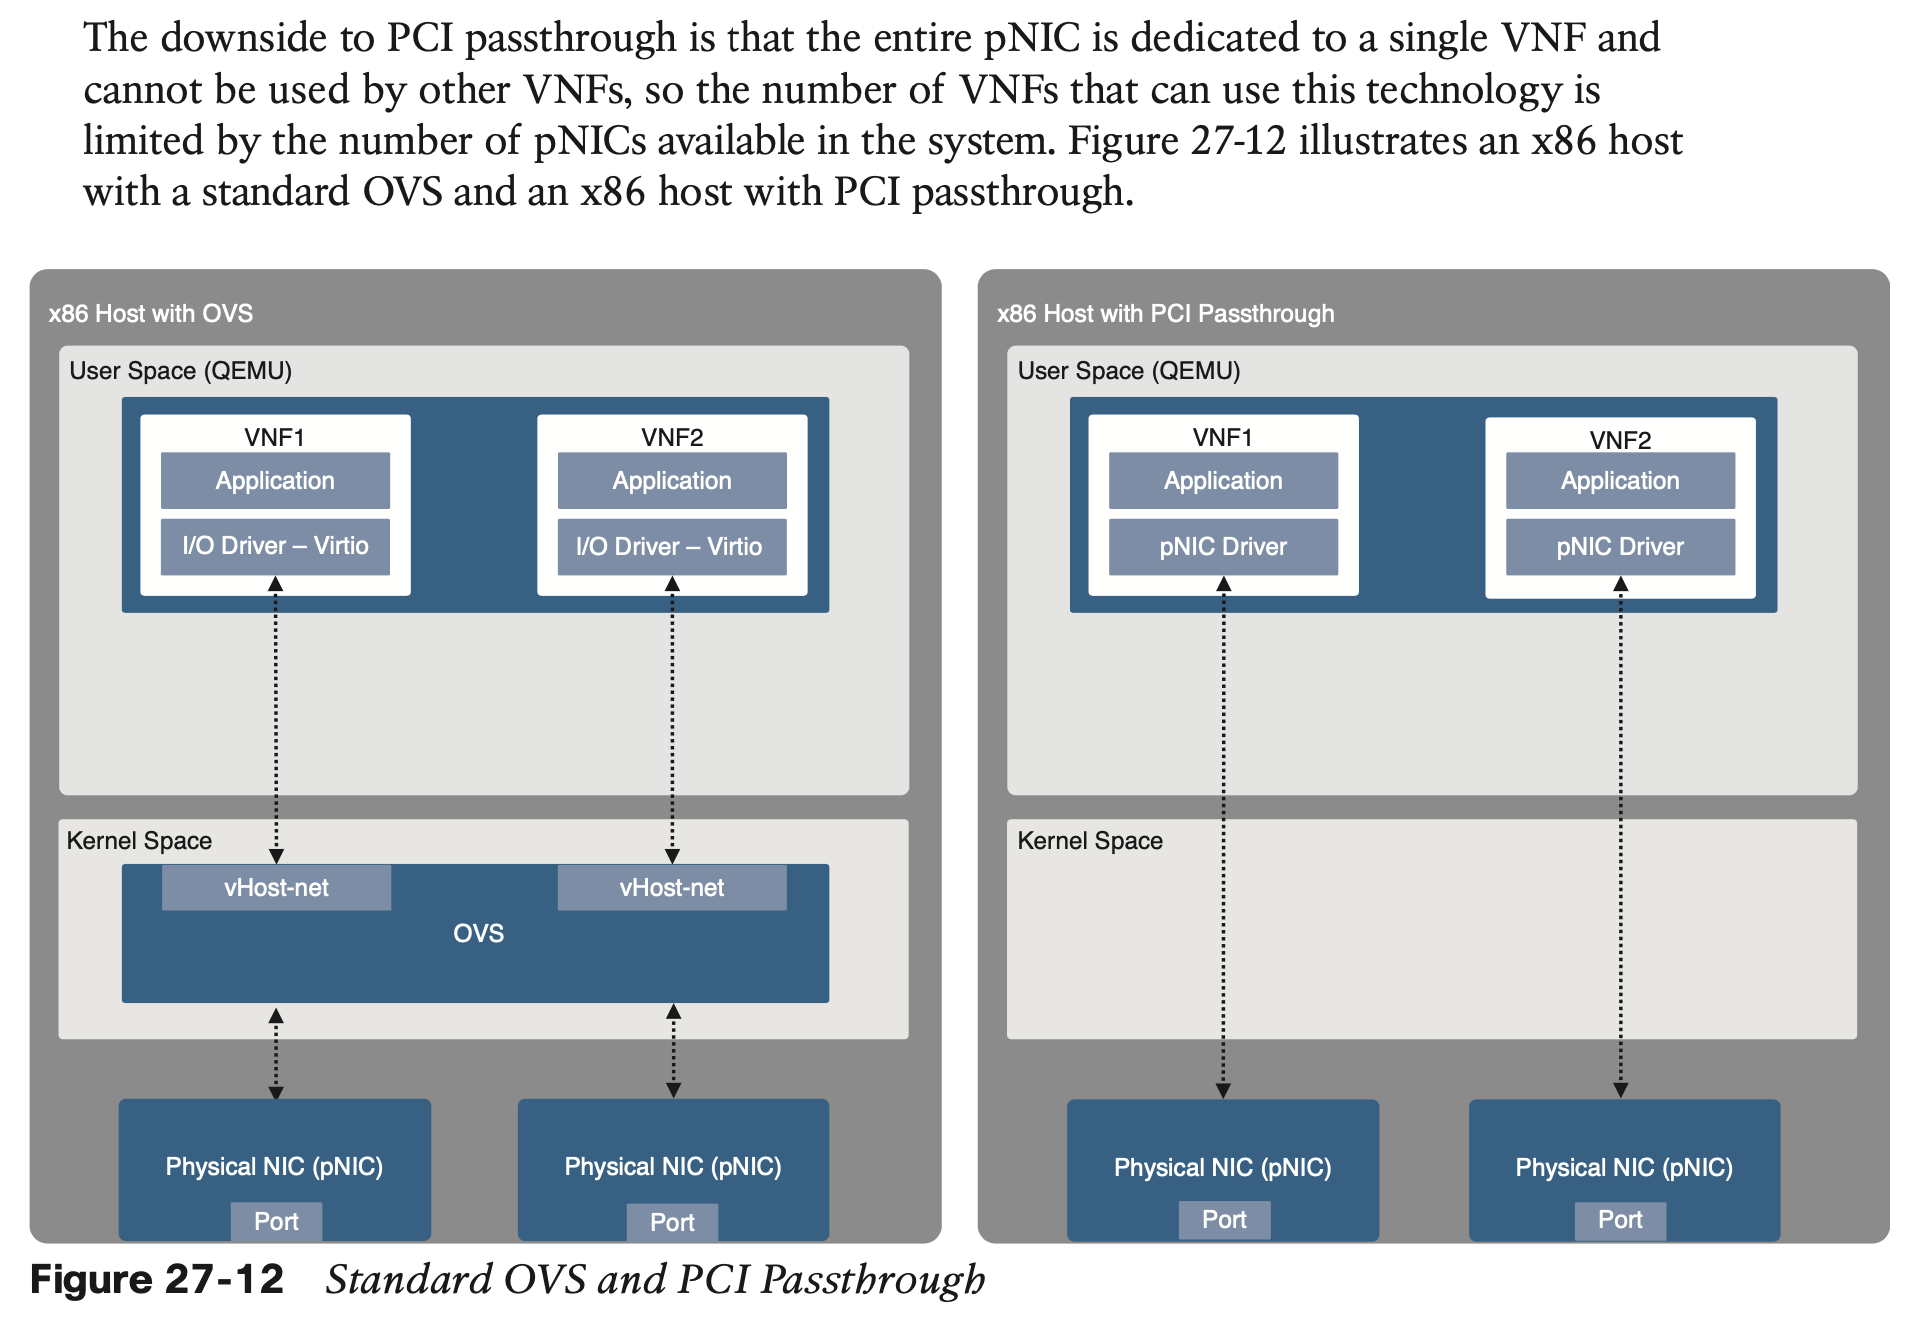 The downside to PCI passthrough is that the entire pNIC is dedicated to a single VNF and
cannot be used by other VNFs, so the number of VNFs that can use this technology is
limited by the number of pNICs available in the system. Figure 27-12 illustrates an x86 host
with a standard OVS and an x86 host with PCI passthrough.
x86 Host with OVS
User Space (QEMU)
VNF1
Application
I/O Driver – Virtio
VNF2
Application
I/O Driver – Virtio
Kernel Space
vHost-net
vHost-net
OVS
Physical NIC (pNIC)
Port
Physical NIC (pNIC)
Port
x86 Host with PCI Passthrough
User Space (QEMU)
VNF1
Application
pNIC Driver
VNF2
Application
pNIC Driver
Kernel Space
Physical NIC (pNIC)
Port
Physical NIC (pNIC)
Port
Figure 27-12 Standard OVS and PCI Passthrough